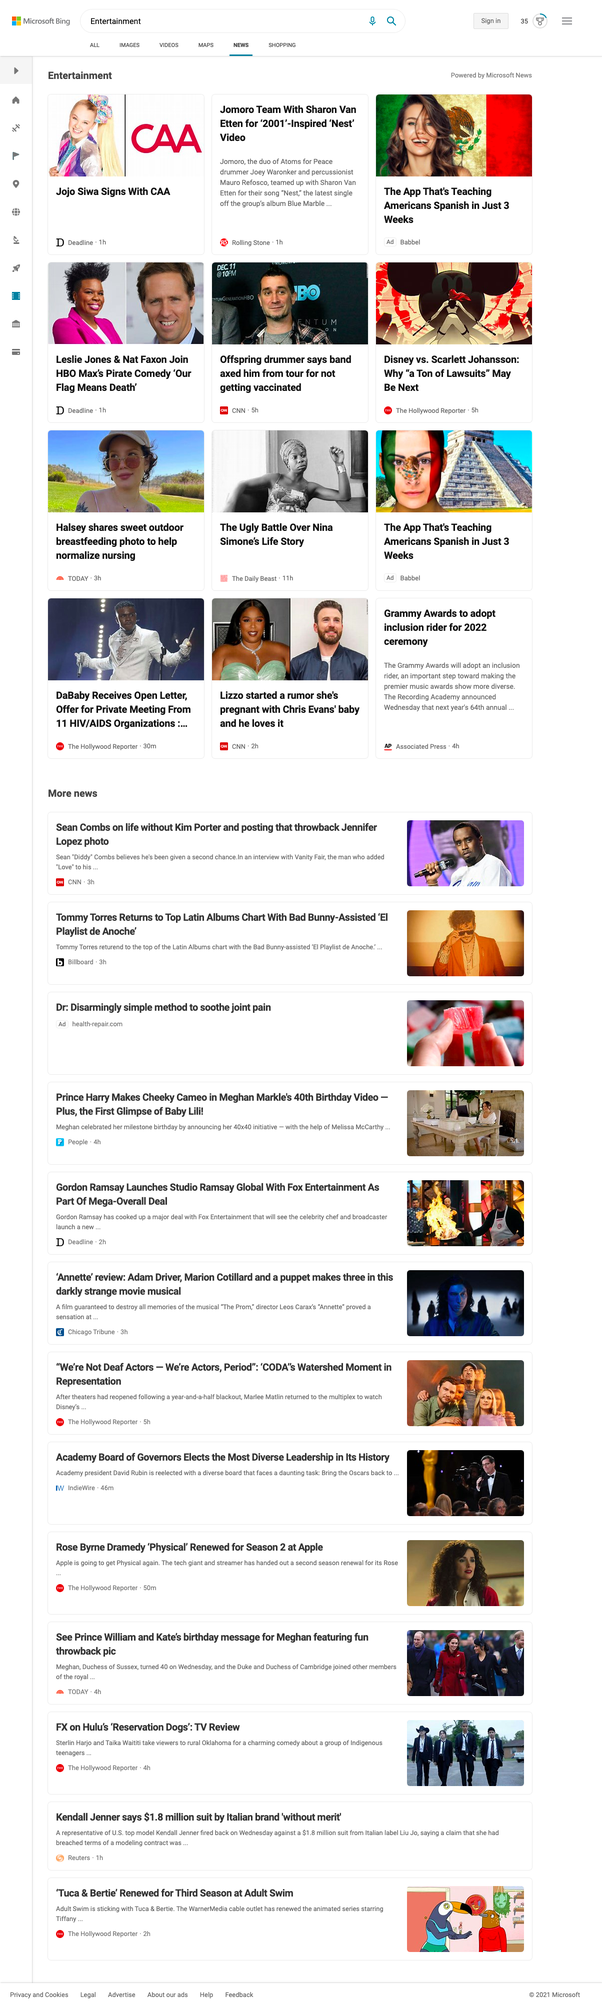 Microsoft Bing
Entertainment
Sign in
35
ALL
IMAGES
VIDEOS
MAPS
NEWS
SHOPPING
Entertainment
Powered by Microsoft News
CAA
Jojo Siwa Signs With CAA
Deadline · 1h
Jomoro Team With Sharon Van
Etten for ‘2001’-Inspired ‘Nest’
Video
Jomoro, the duo of Atoms for Peace
drummer Joey Waronker and percussionist
Mauro Refosco, teamed up with Sharon Van
Etten for their song “Nest,” the latest single
off the group's album Blue Marble ...
Rolling Stone · 1h
The App That's Teaching
Americans Spanish in Just 3
Weeks
Ad Babbel
Leslie Jones & Nat Faxon Join
HBO Max's Pirate Comedy ‘Our
Flag Means Death’
Deadline · 1h
DEC.11
@10PM
HBO
Offspring drummer says band
axed him from tour for not
getting vaccinated
CNN · 5h
Disney vs. Scarlett Johansson:
Why “a Ton of Lawsuits” May
Be Next
The Hollywood Reporter · 5h
Halsey shares sweet outdoor
breastfeeding photo to help
normalize nursing
TODAY · 3h
The Ugly Battle Over Nina
Simone's Life Story
The Daily Beast · 11h
The App That's Teaching
Americans Spanish in Just 3
Weeks
Ad Babbel
DaBaby Receives Open Letter,
Offer for Private Meeting From
11 HIV/AIDS Organizations :...
The Hollywood Reporter · 30m
Lizzo started a rumor she's
pregnant with Chris Evans' baby
and he loves it
CNN · 2h
Grammy Awards to adopt
inclusion rider for 2022
ceremony
The Grammy Awards will adopt an inclusion
rider, an important step toward making the
premier music awards show more diverse.
The Recording Academy announced
Wednesday that next year's 64th annual ...
AP Associated Press · 4h
More news
Sean Combs on life without Kim Porter and posting that throwback Jennifer
Lopez photo
Sean "Diddy" Combs believes he's been given a second chance.In an interview with Vanity Fair, the man who added
"Love" to his ...
CNN · 3h
Tommy Torres Returns to Top Latin Albums Chart With Bad Bunny-Assisted ‘El
Playlist de Anoche’
Tommy Torres returend to the top of the Latin Albums chart with the Bad Bunny-assisted ‘El Playlist de Anoche.’ ...
Billboard · 3h
Dr: Disarmingly simple method to soothe joint pain
Ad health-repair.com
Prince Harry Makes Cheeky Cameo in Meghan Markle's 40th Birthday Video —
Plus, the First Glimpse of Baby Lili!
Meghan celebrated her milestone birthday by announcing her 40x40 initiative — with the help of Melissa McCarthy ...
People · 4h
Gordon Ramsay Launches Studio Ramsay Global With Fox Entertainment As
Part Of Mega-Overall Deal
Gordon Ramsay has cooked up a major deal with Fox Entertainment that will see the celebrity chef and broadcaster
launch a new ...
Deadline · 2h
‘Annette’ review: Adam Driver, Marion Cotillard and a puppet makes three in this
darkly strange movie musical
A film guaranteed to destroy all memories of the musical “The Prom,” director Leos Carax's “Annette” proved a
sensation at ...
Chicago Tribune · 3h
“We're Not Deaf Actors — We're Actors, Period”: ‘CODA’'s Watershed Moment in
Representation
After theaters had reopened following a year-and-a-half blackout, Marlee Matlin returned to the multiplex to watch
Disney's ...
The Hollywood Reporter · 5h
Academy Board of Governors Elects the Most Diverse Leadership in Its History
Academy president David Rubin is reelected with a diverse board that faces a daunting task: Bring the Oscars back to ...
IW IndieWire · 46m
Rose Byrne Dramedy ‘Physical’ Renewed for Season 2 at Apple
Apple is going to get Physical again. The tech giant and streamer has handed out a second season renewal for its Rose
...
The Hollywood Reporter · 50m
See Prince William and Kate's birthday message for Meghan featuring fun
throwback pic
Meghan, Duchess of Sussex, turned 40 on Wednesday, and the Duke and Duchess of Cambridge joined other members
of the royal ...
TODAY · 4h
FX on Hulu's ‘Reservation Dogs’: TV Review
Sterlin Harjo and Taika Waititi take viewers to rural Oklahoma for a charming comedy about a group of Indigenous
teenagers ...
The Hollywood Reporter · 4h
Kendall Jenner says $1.8 million suit by Italian brand 'without merit'
A representative of U.S. top model Kendall Jenner fired back on Wednesday against a $1.8 million suit from Italian label Liu Jo, saying a claim that she had
breached terms of a modeling contract was ...
Reuters · 1h
‘Tuca & Bertie’ Renewed for Third Season at Adult Swim
Adult Swim is sticking with Tuca & Bertie. The WarnerMedia cable outlet has renewed the animated series starring
Tiffany ...
The Hollywood Reporter · 2h
Privacy and Cookies
Legal
Advertise
About our ads
Help
Feedback
© 2021 Microsoft